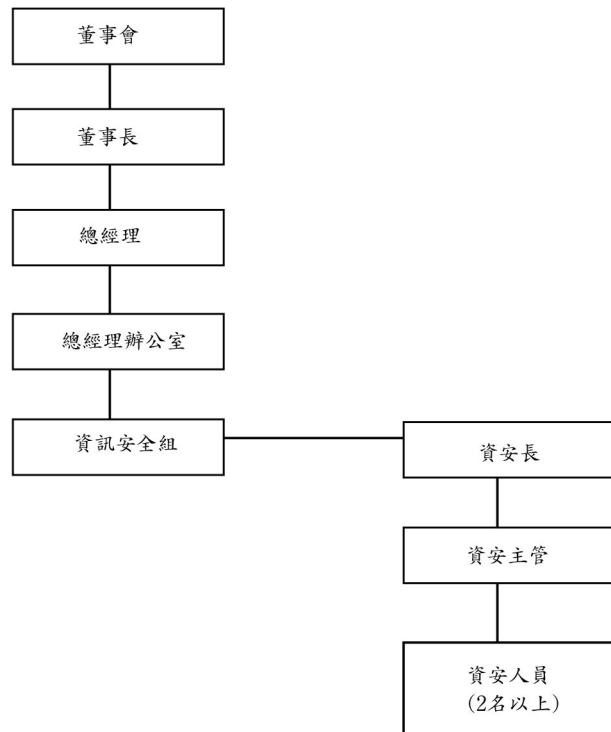 董事會
董事長
總經理
總經理辦公室
資訊安全組
資安長
資安主管
資安人員
(2名以上)